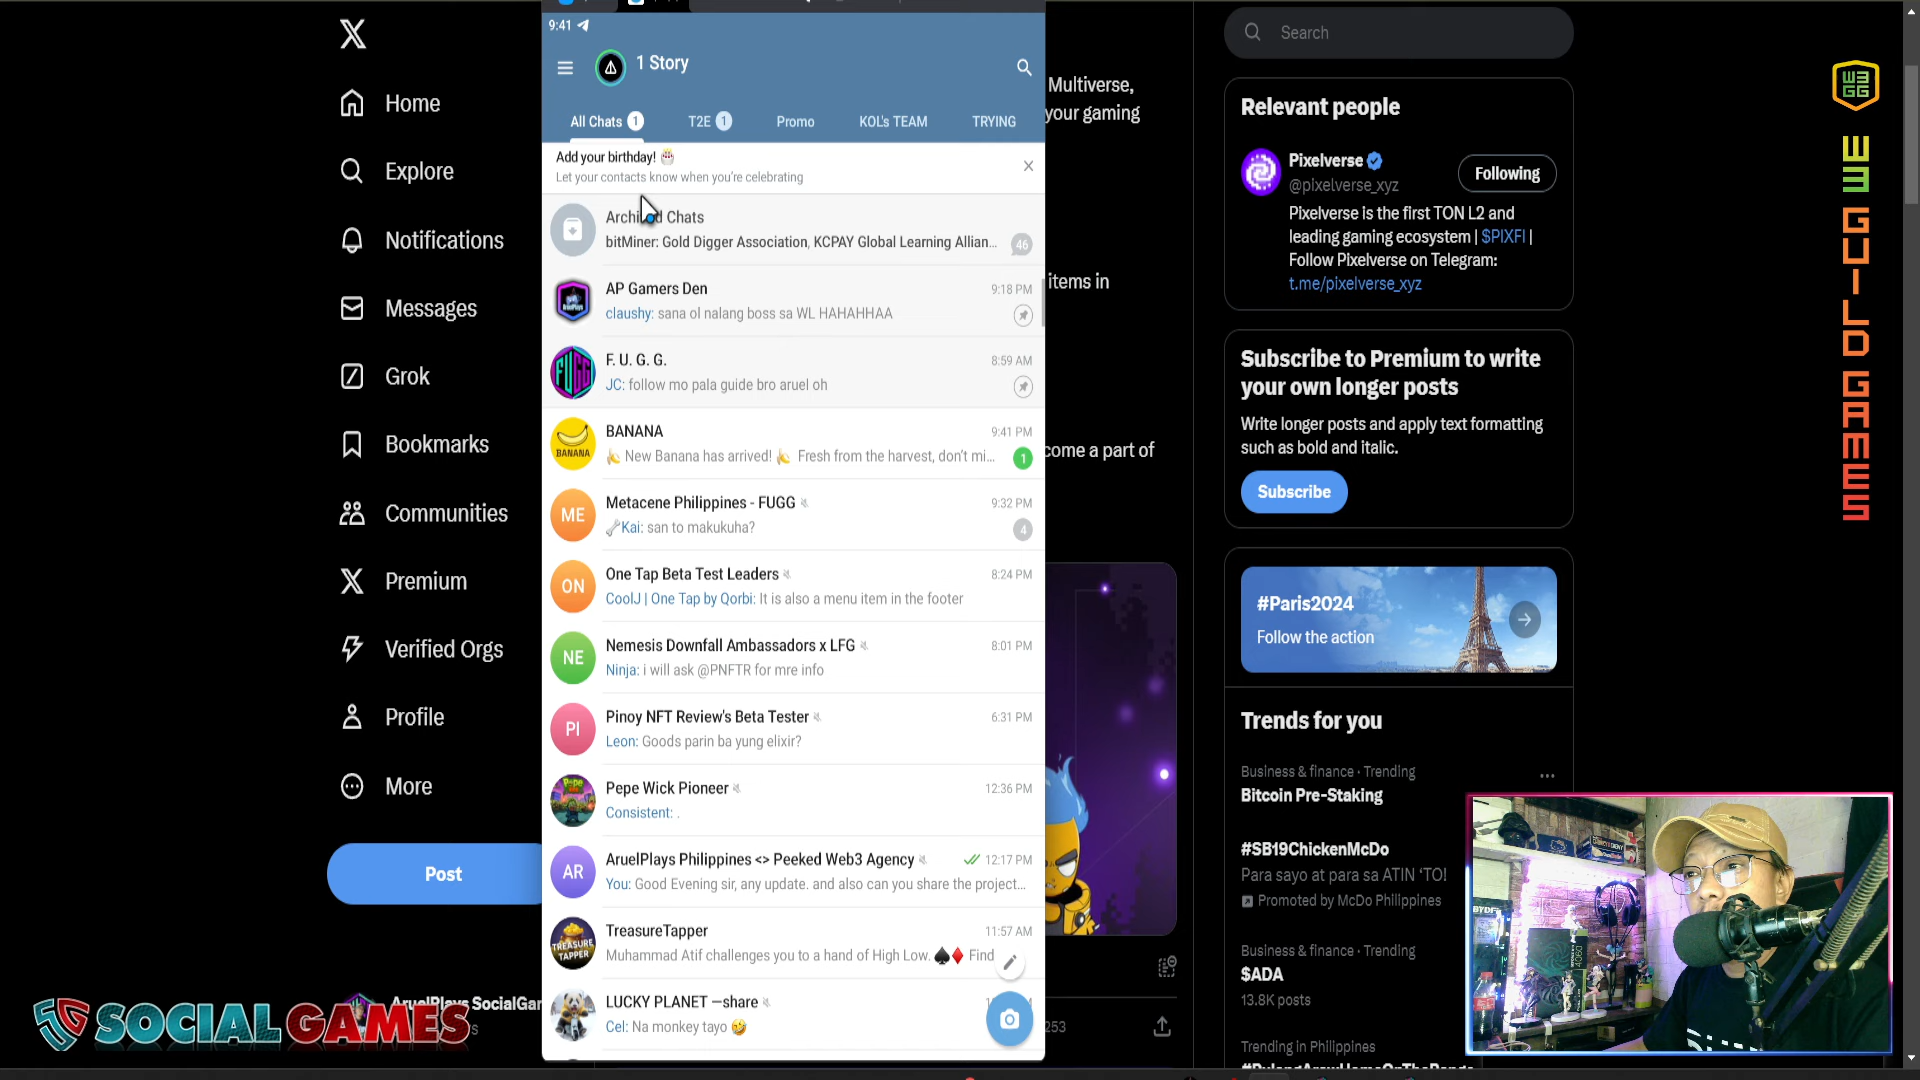 Home
Explore
Notifications
Messages
Grok
Bookmarks
Communities
Premium
Verified Orgs
Profile
More
Post
AruelPlays SocialGar
SOCIAL GAMES
9:41
1 Story
All Chats 1
T2E 1
Promo
KOL's TEAM
TRYING
Add your birthday! 🎂
Let your contacts know when you're celebrating
Archived Chats
bitMiner: Gold Digger Association, KCPAY Global Learning Allian...
46
AP Gamers Den
9:18 PM
claushy: sana ol nalang boss sa WL HAHAHHAA
F. U. G. G.
8:59 AM
JC: follow mo pala guide bro aruel oh
FUGG
BANANA
9:41 PM
🍌 New Banana has arrived! 🍌 Fresh from the harvest, don't mi...
1
BANANA
ME
Metacene Philippines - FUGG
9:32 PM
🔧Kai: san to makukuha?
4
ON
One Tap Beta Test Leaders
8:24 PM
CoolJ | One Tap by Qorbi: It is also a menu item in the footer
NE
Nemesis Downfall Ambassadors x LFG
8:01 PM
Ninja: i will ask @PNFTR for mre info
PI
Pinoy NFT Review's Beta Tester
6:31 PM
Leon: Goods parin ba yung elixir?
Pepe Wick Pioneer
12:36 PM
Consistent: .
AR
AruelPlays Philippines <> Peeked Web3 Agency
12:17 PM
You: Good Evening sir, any update. and also can you share the project...
TreasureTapper
11:57 AM
Muhammad Atif challenges you to a hand of High Low. ♠️♦️ Find
TREASURE
TAPPER
LUCKY PLANET —share
Cel: Na monkey tayo 🤣
Multiverse,
your gaming
items in
come a part of
253
Search
Relevant people
Pixelverse
@pixelverse_xyz
Following
Pixelverse is the first TON L2 and
leading gaming ecosystem | $PIXFI |
Follow Pixelverse on Telegram:
t.me/pixelverse_xyz
Subscribe to Premium to write
your own longer posts
Write longer posts and apply text formatting
such as bold and italic.
Subscribe
#Paris2024
Follow the action
Trends for you
Business & finance · Trending
Bitcoin Pre-Staking
#SB19ChickenMcDo
Para sayo at para sa ATIN 'TO!
Promoted by McDo Philippines
Business & finance · Trending
$ADA
13.8K posts
Trending in Philippines
W3GG
W3 GUILD GAMES